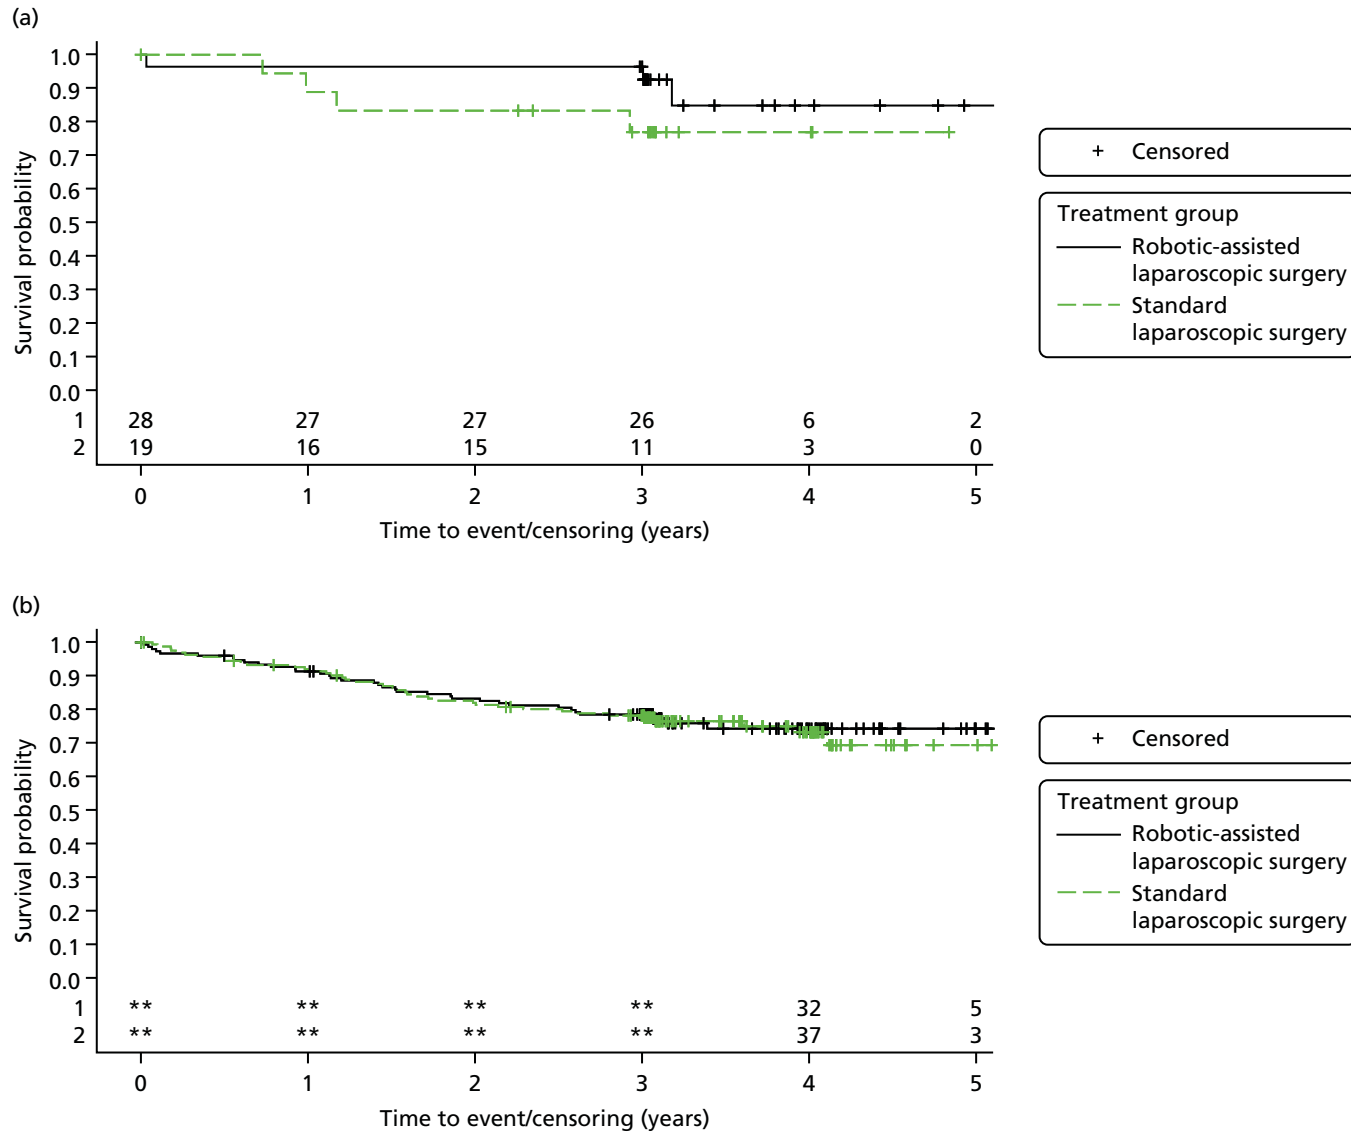 (a)
1.0
0.9
0.8
0.7
0.6
0.5
0.4
0.3
0.2
0.1
0.0
Survival probability
1 28 27 27 26 6 2
2 19 16 15 11 3 0
0 1 2 3 4 5
Time to event/censoring (years)
+ Censored
Treatment group
Robotic-assisted
laparoscopic surgery
Standard
laparoscopic surgery
(b)
1.0
0.9
0.8
0.7
0.6
0.5
0.4
0.3
0.2
0.1
0.0
Survival probability
1 ** ** ** ** 32 5
2 ** ** ** ** 37 3
0 1 2 3 4 5
Time to event/censoring (years)
+ Censored
Treatment group
Robotic-assisted
laparoscopic surgery
Standard
laparoscopic surgery